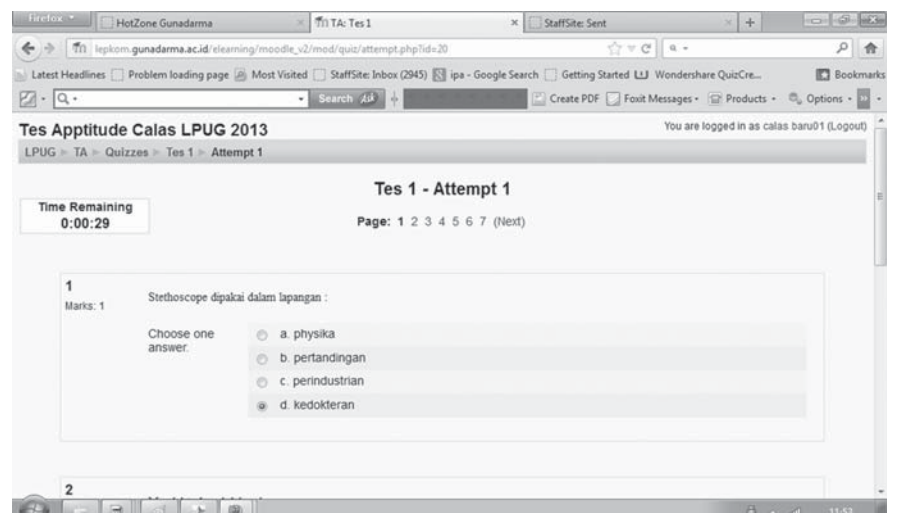 Firefox
HotZone Gunadarma
TA: Tes 1
StaffSite: Sent
lepkom.gunadarma.ac.id/elearning/moodle_v2/mod/quiz/attempt.php?id=20
Latest Headlines Problem loading page Most Visited StaffSite: Inbox (2945) ipa - Google Search Getting Started Wondershare QuizCre... Bookmarks
Search Create PDF Foxit Messages Products Options
Tes Apptitude Calas LPUG 2013
You are logged in as calas baru01 (Logout)
LPUG TA Quizzes Tes 1 Attempt 1
Tes 1 - Attempt 1
Time Remaining
0:00:29
Page: 1 2 3 4 5 6 7 (Next)
1
Marks: 1
Stethoscope dipakai dalam lapangan :
Choose one answer.
a. physika
b. pertandingan
c. perindustrian
d. kedokteran
2
11:53